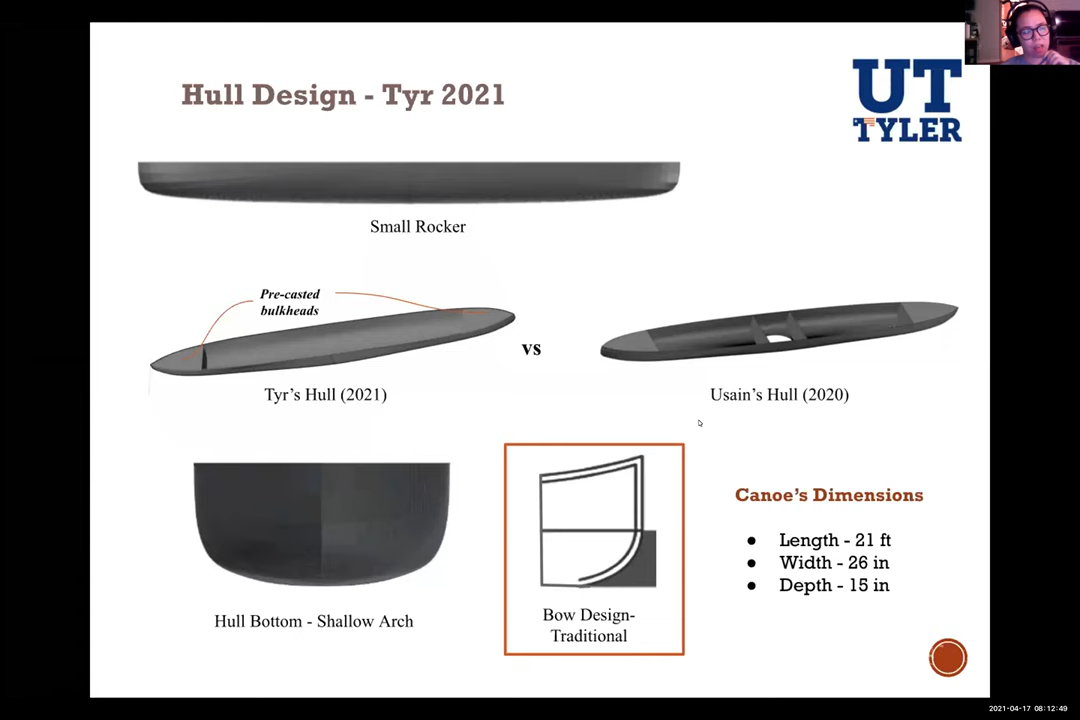 Hull Design - Tyr 2021
UT
TYLER
Small Rocker
Pre-casted
bulkheads
vs
Tyr's Hull (2021)
Usain's Hull (2020)
Canoe's Dimensions
● Length - 21 ft
● Width - 26 in
● Depth - 15 in
Hull Bottom - Shallow Arch
Bow Design-
Traditional
2021-04-17 08:12:49